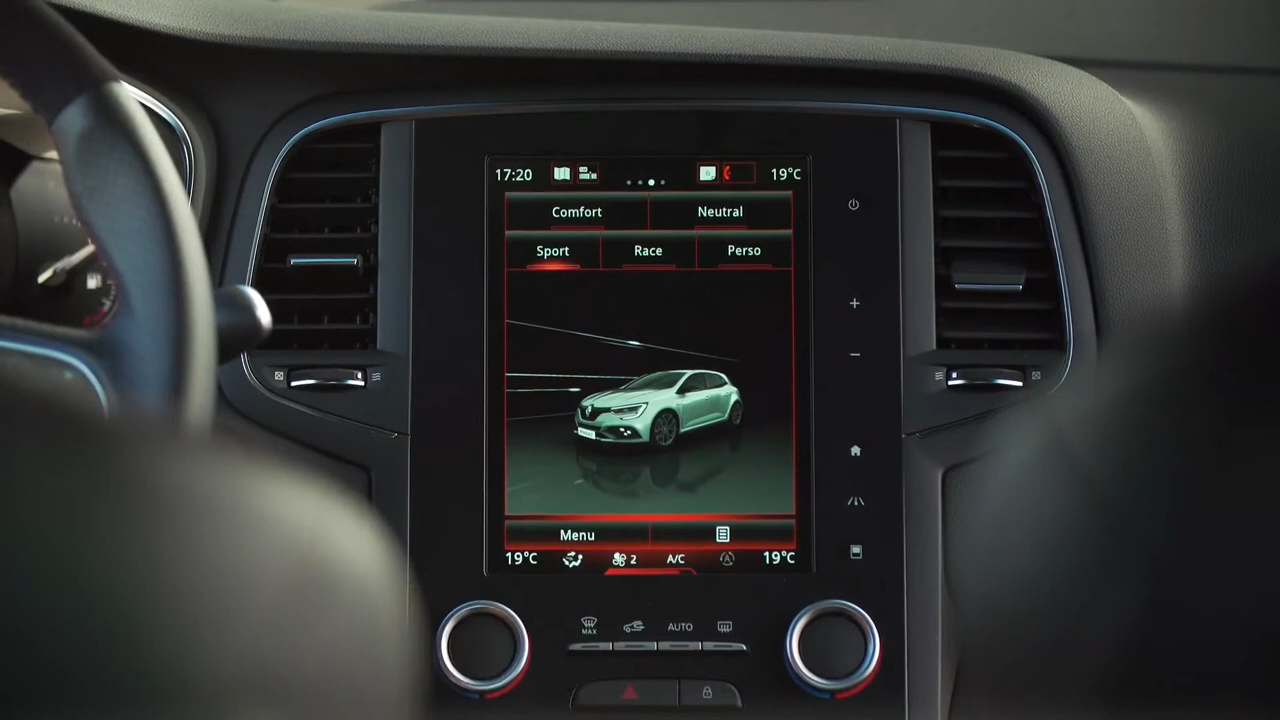 17:20 19°C
Comfort Neutral
Sport Race Perso
Menu
19°C 2 A/C 19°C
MAX AUTO